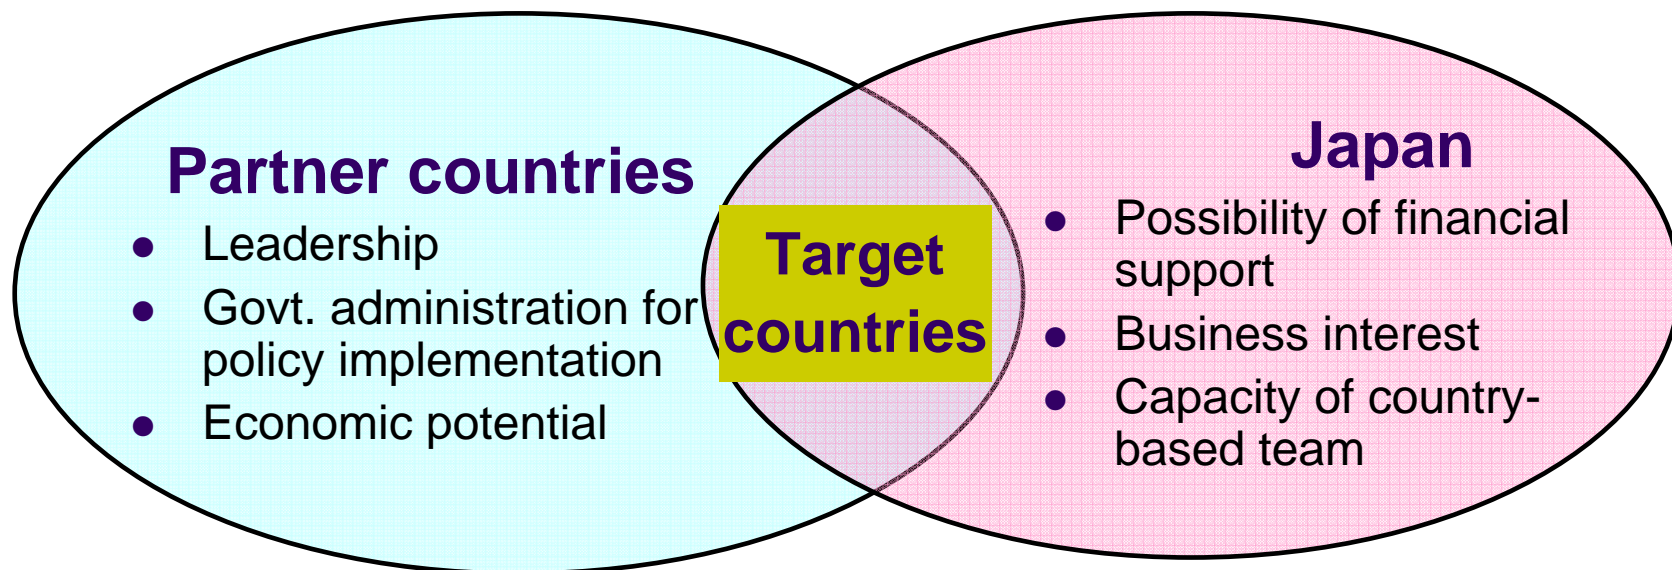 Partner countries
● Leadership
● Govt. administration for
policy implementation
● Economic potential
Target
countries
Japan
● Possibility of financial
support
● Business interest
● Capacity of country-
based team